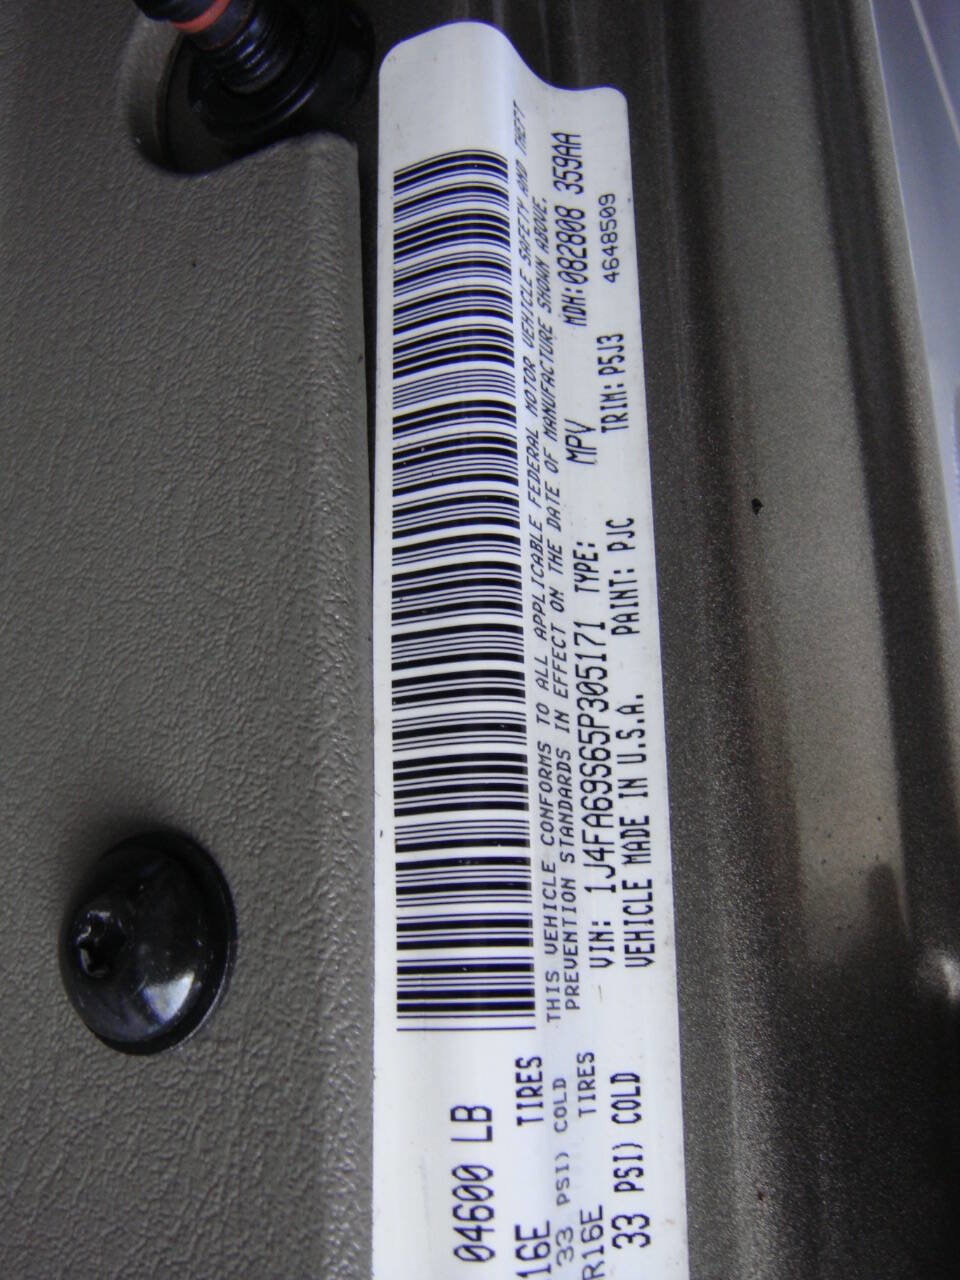 04600 LB
16E TIRES
33 PSI) COLD
R16E TIRES
33 PSI) COLD
THIS VEHICLE CONFORMS TO ALL APPLICABLE FEDERAL MOTOR VEHICLE SAFETY AND THEFT
PREVENTION STANDARDS IN EFFECT ON THE DATE OF MANUFACTURE SHOWN ABOVE.
VIN: 1J4FA69S65P305171 TYPE: MPV MDH:082808 359AA
VEHICLE MADE IN U.S.A. PAINT: PJC TRIM: P5J3 4648509